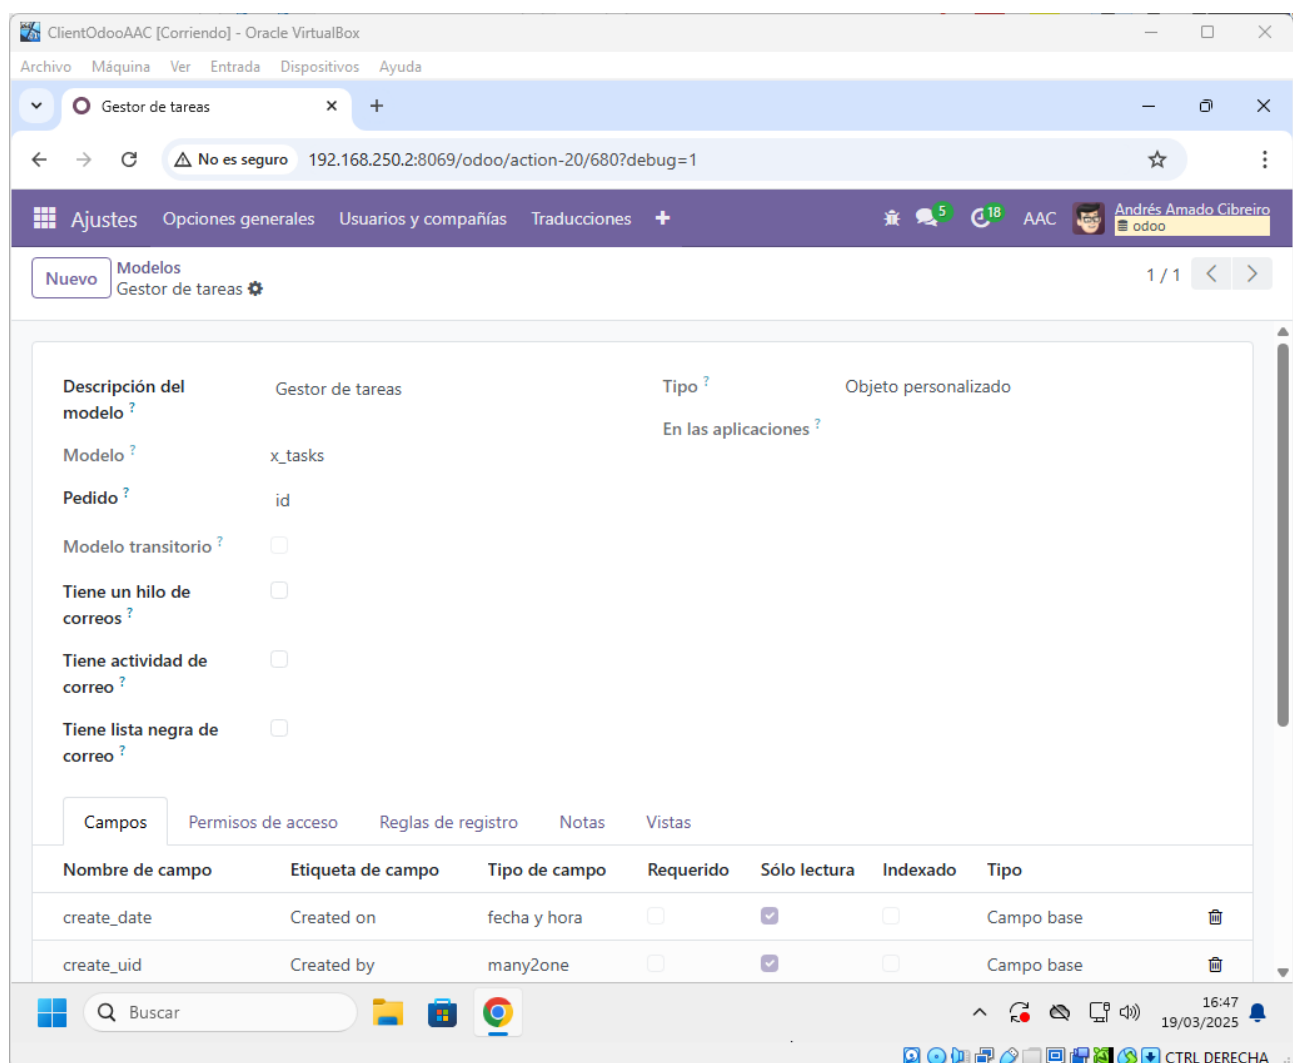 ClientOdooAAC [Corriendo] - Oracle VirtualBox
Archivo Máquina Ver Entrada Dispositivos Ayuda
Gestor de tareas
No es seguro 192.168.250.2:8069/odoo/action-20/680?debug=1
Ajustes Opciones generales Usuarios y compañías Traducciones 5 18 AAC Andrés Amado Cibreiro
odoo
Nuevo Modelos
Gestor de tareas 1 / 1
Descripción del modelo ? Gestor de tareas Tipo ? Objeto personalizado
En las aplicaciones ?
Modelo ? x_tasks
Pedido ? id
Modelo transitorio ?
Tiene un hilo de
correos ?
Tiene actividad de
correo ?
Tiene lista negra de
correo ?
Campos Permisos de acceso Reglas de registro Notas Vistas
Nombre de campo Etiqueta de campo Tipo de campo Requerido Sólo lectura Indexado Tipo
create_date Created on fecha y hora Campo base
create_uid Created by many2one Campo base
Buscar 16:47
19/03/2025
CTRL DERECHA